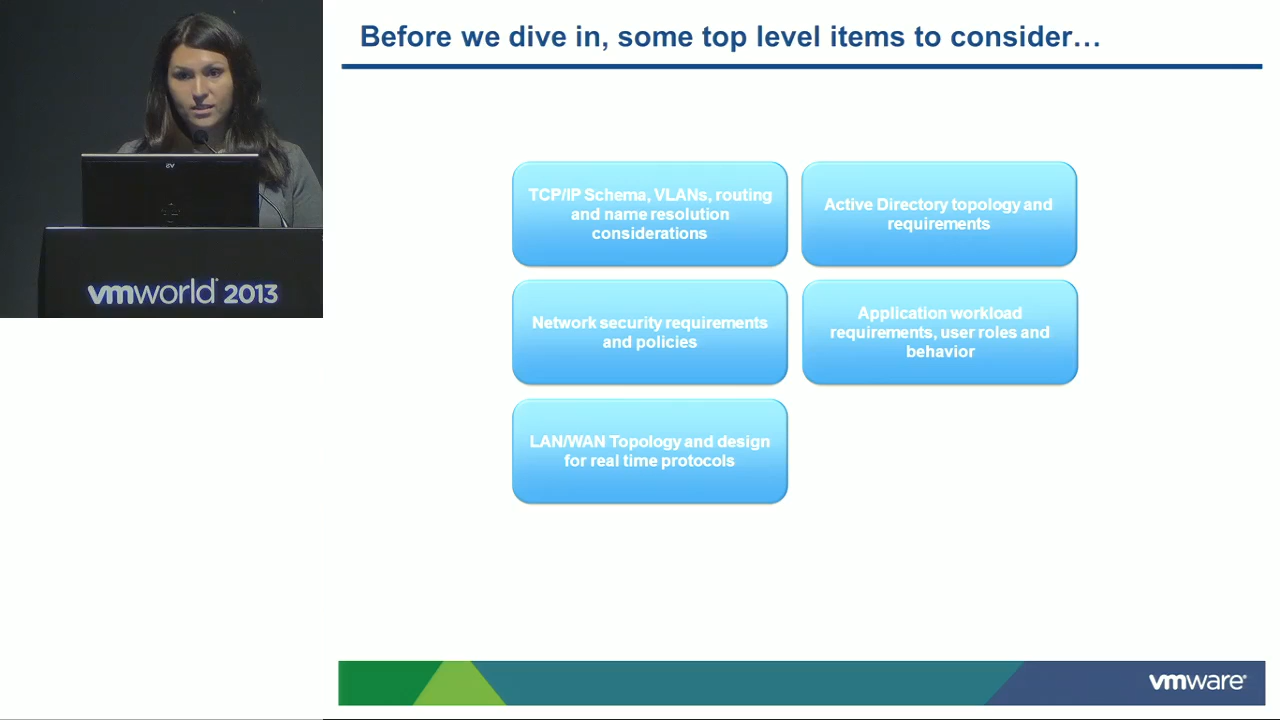 Before we dive in, some top level items to consider…
TCP/IP Schema, VLANs, routing
and name resolution
considerations
Active Directory topology and
requirements
Network security requirements
and policies
Application workload
requirements, user roles and
behavior
LAN/WAN Topology and design
for real time protocols
vmworld 2013
vmware